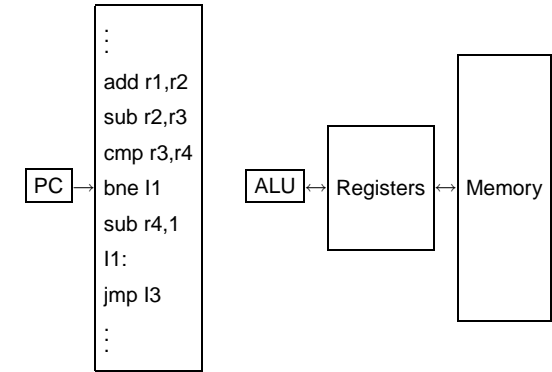 ⋮
add r1,r2
sub r2,r3
cmp r3,r4
PC → bne l1
sub r4,1
l1:
jmp l3
⋮
ALU ↔ Registers ↔ Memory